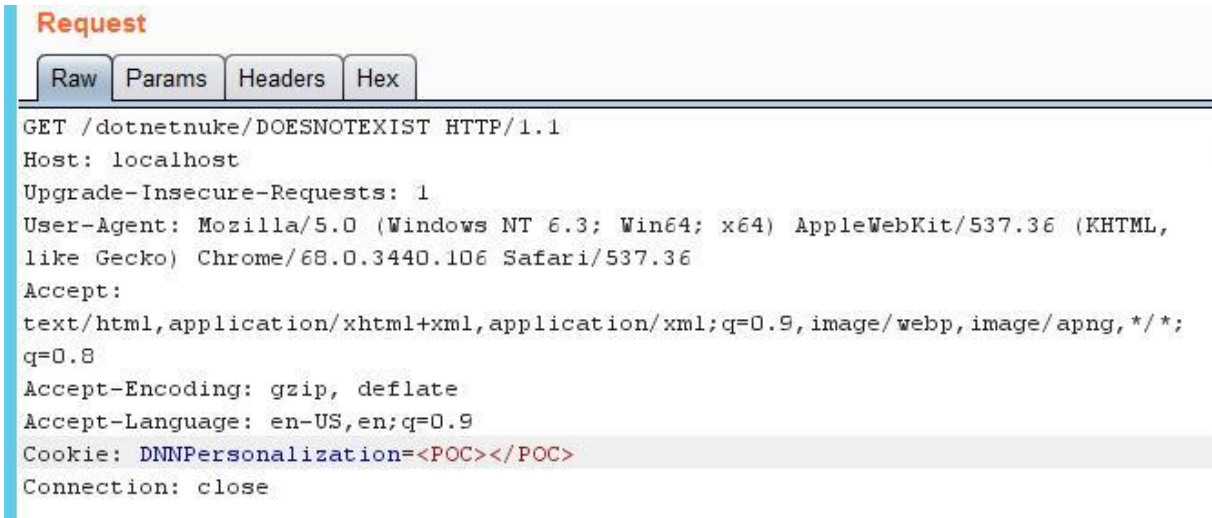 Request
Raw Params Headers Hex
GET /dotnetnuke/DOESNOTEXIST HTTP/1.1
Host: localhost
Upgrade-Insecure-Requests: 1
User-Agent: Mozilla/5.0 (Windows NT 6.3; Win64; x64) AppleWebKit/537.36 (KHTML,
like Gecko) Chrome/68.0.3440.106 Safari/537.36
Accept:
text/html,application/xhtml+xml,application/xml;q=0.9,image/webp,image/apng,*/*;
q=0.8
Accept-Encoding: gzip, deflate
Accept-Language: en-US,en;q=0.9
Cookie: DNNPersonalization=<POC></POC>
Connection: close